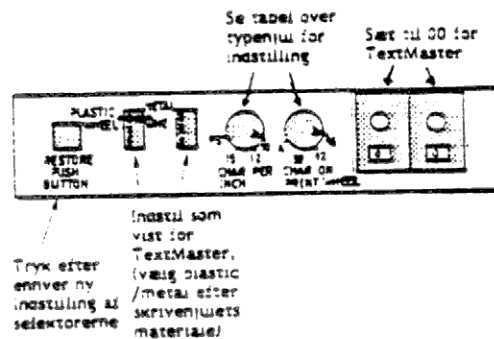 Se tabel over
typehjul for
indstilling
Sæt til 00 for
TextMaster
PLASTIC
METAL
WHEEL
RESTORE
PUSH
BUTTON
15 12 10
CHAR PER
INCH
92
CHAR ON
PRINT WHEEL
Indstil som
vist for
TextMaster,
(vælg plastic
/metal efter
skrivehjulets
materiale)
Tryk efter
enhver ny
indstilling af
selektorerne